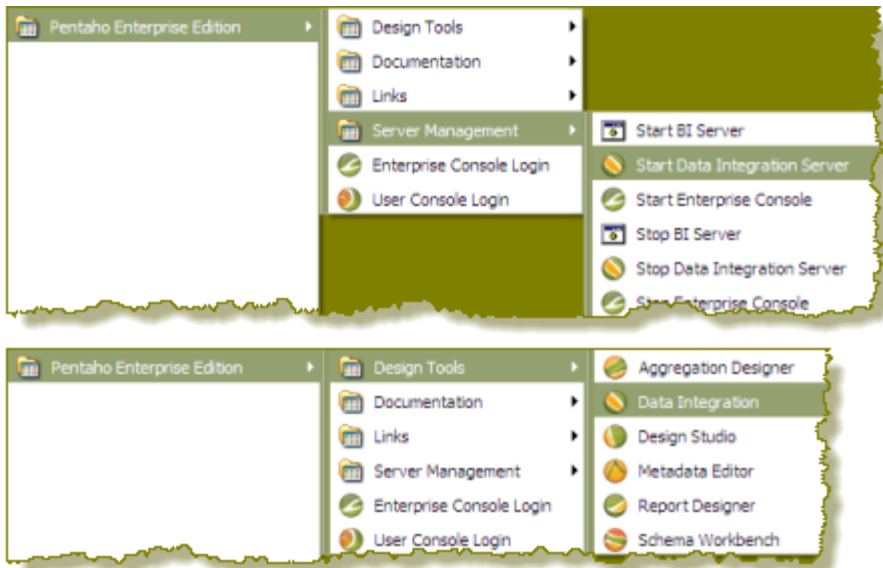 Pentaho Enterprise Edition
Design Tools
Documentation
Links
Server Management
Enterprise Console Login
User Console Login
Start BI Server
Start Data Integration Server
Start Enterprise Console
Stop BI Server
Stop Data Integration Server
Stop Enterprise Console
Pentaho Enterprise Edition
Design Tools
Documentation
Links
Server Management
Enterprise Console Login
User Console Login
Aggregation Designer
Data Integration
Design Studio
Metadata Editor
Report Designer
Schema Workbench